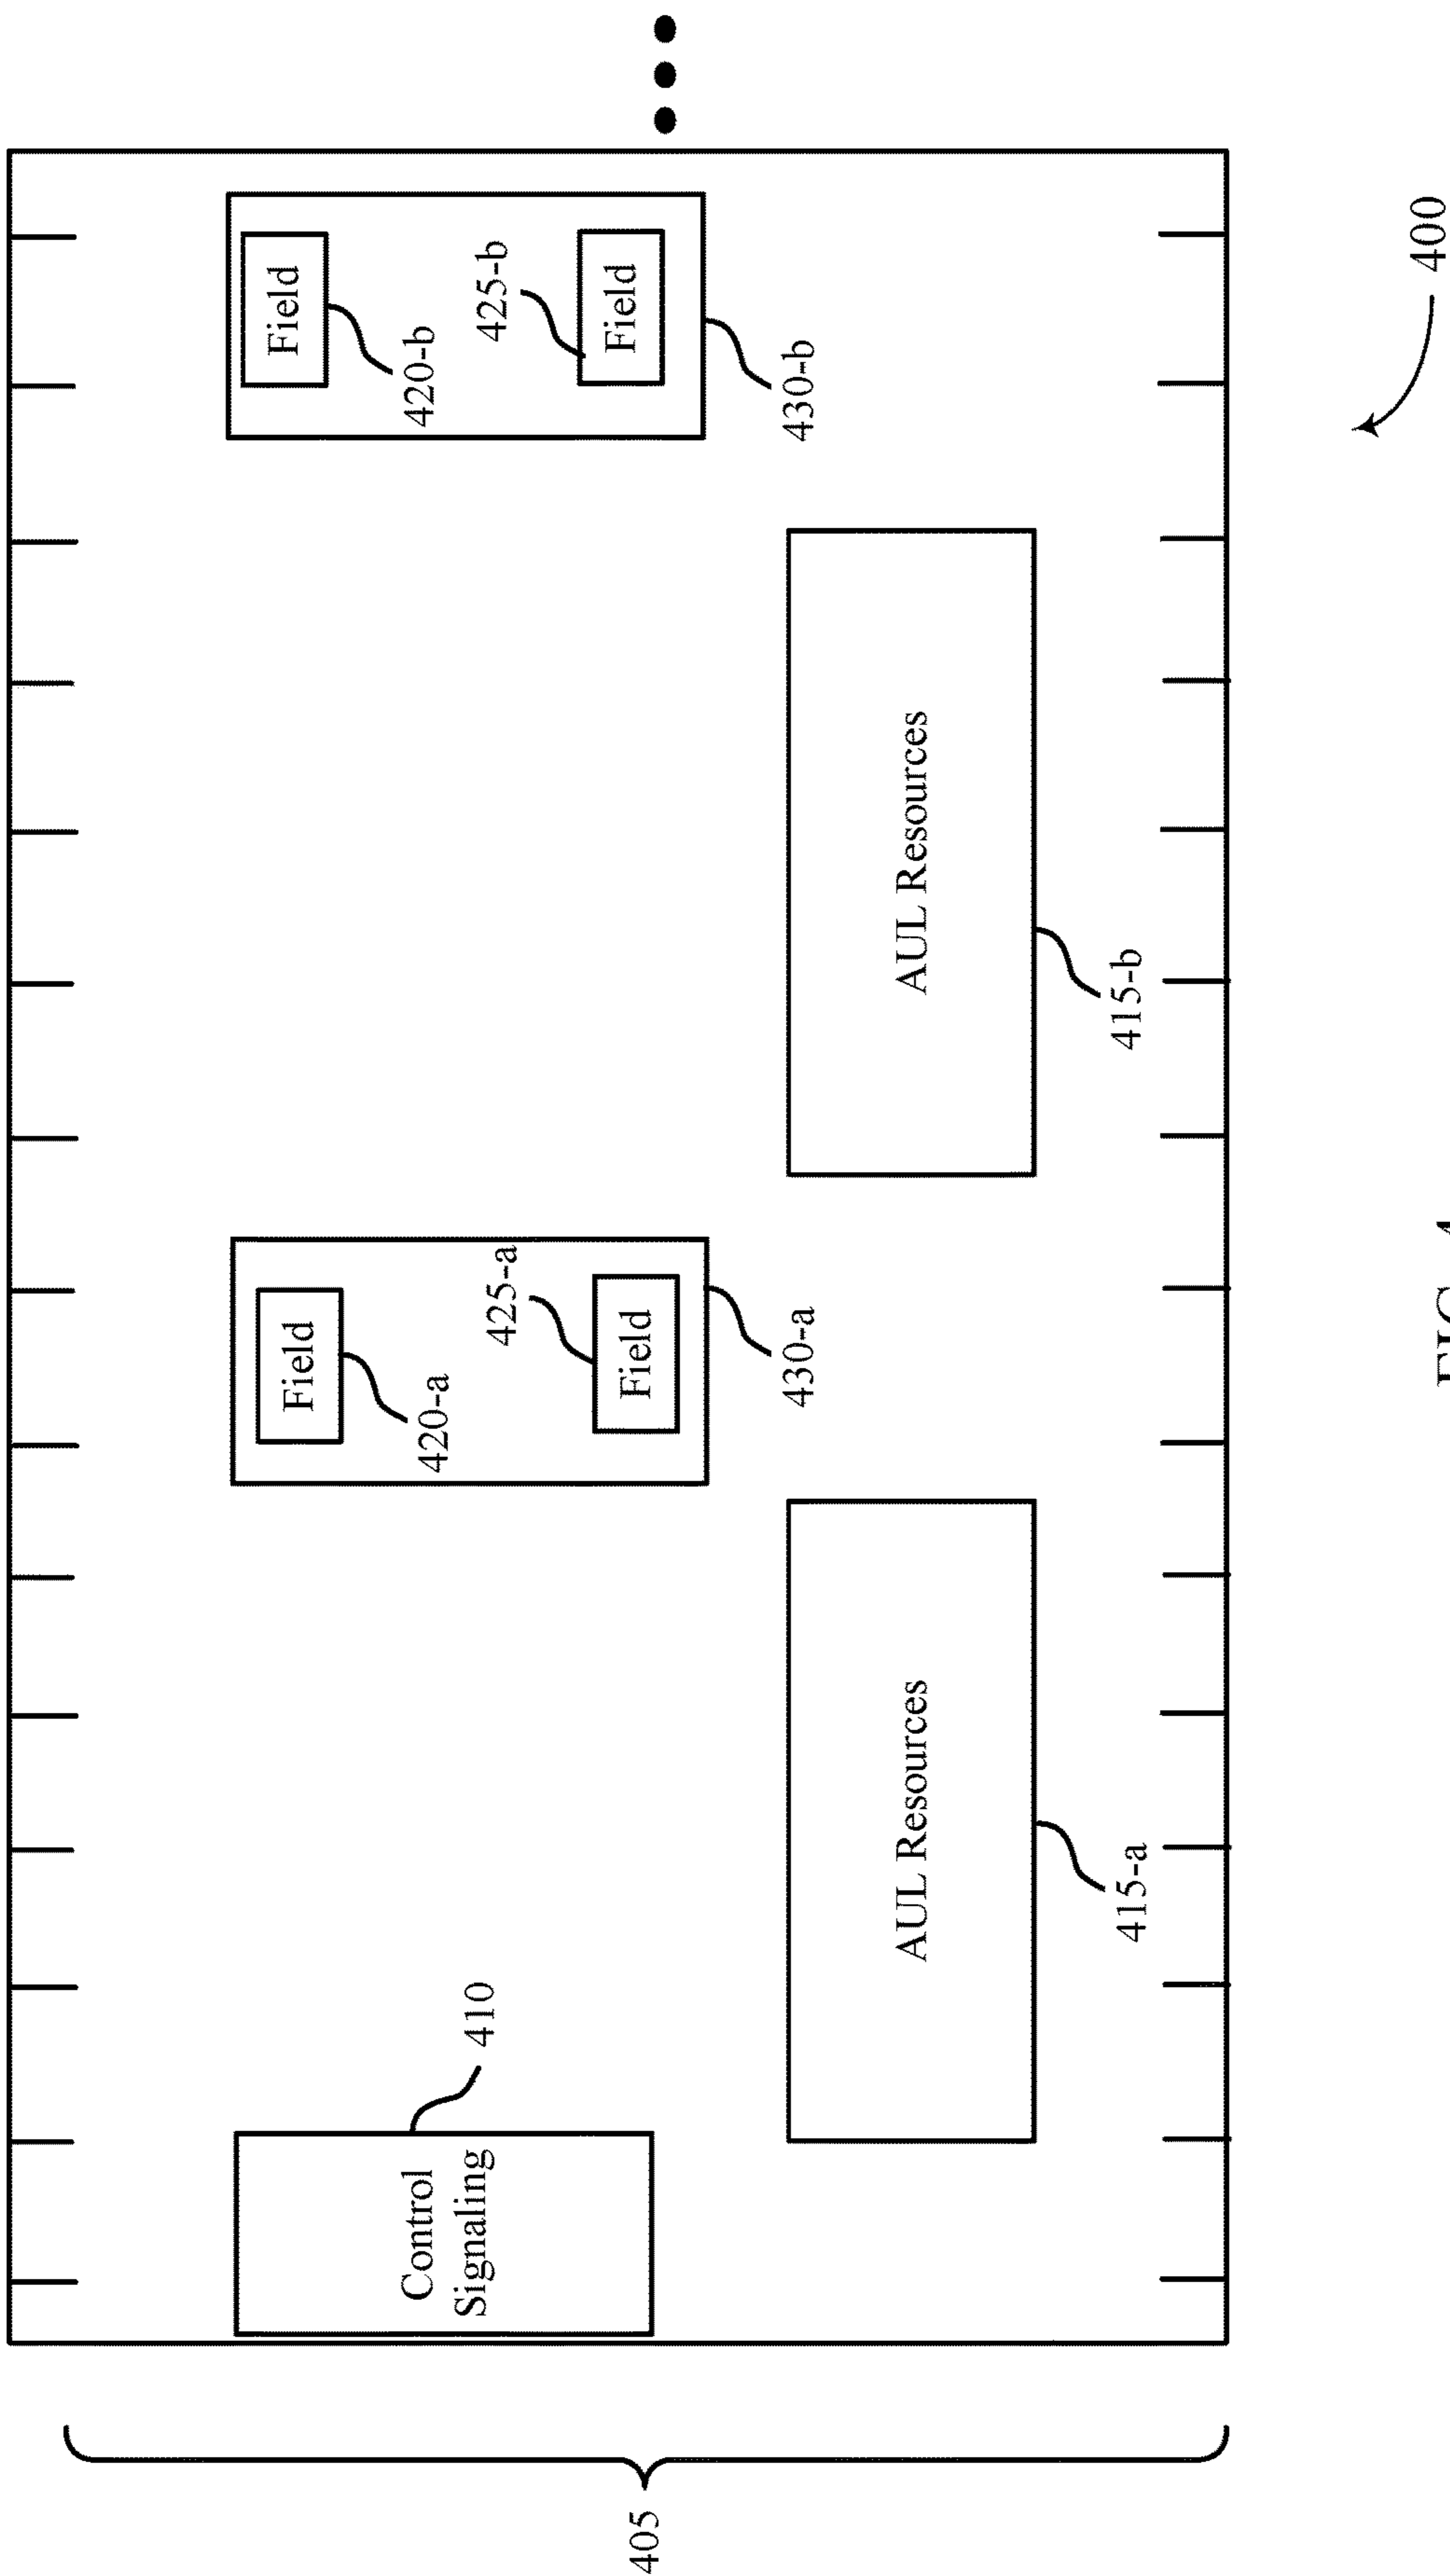 Control
Signaling
410
Field
420-a
425-a
Field
430-a
Field
420-b
425-b
Field
430-b
405
AUL Resources
415-a
AUL Resources
415-b
400